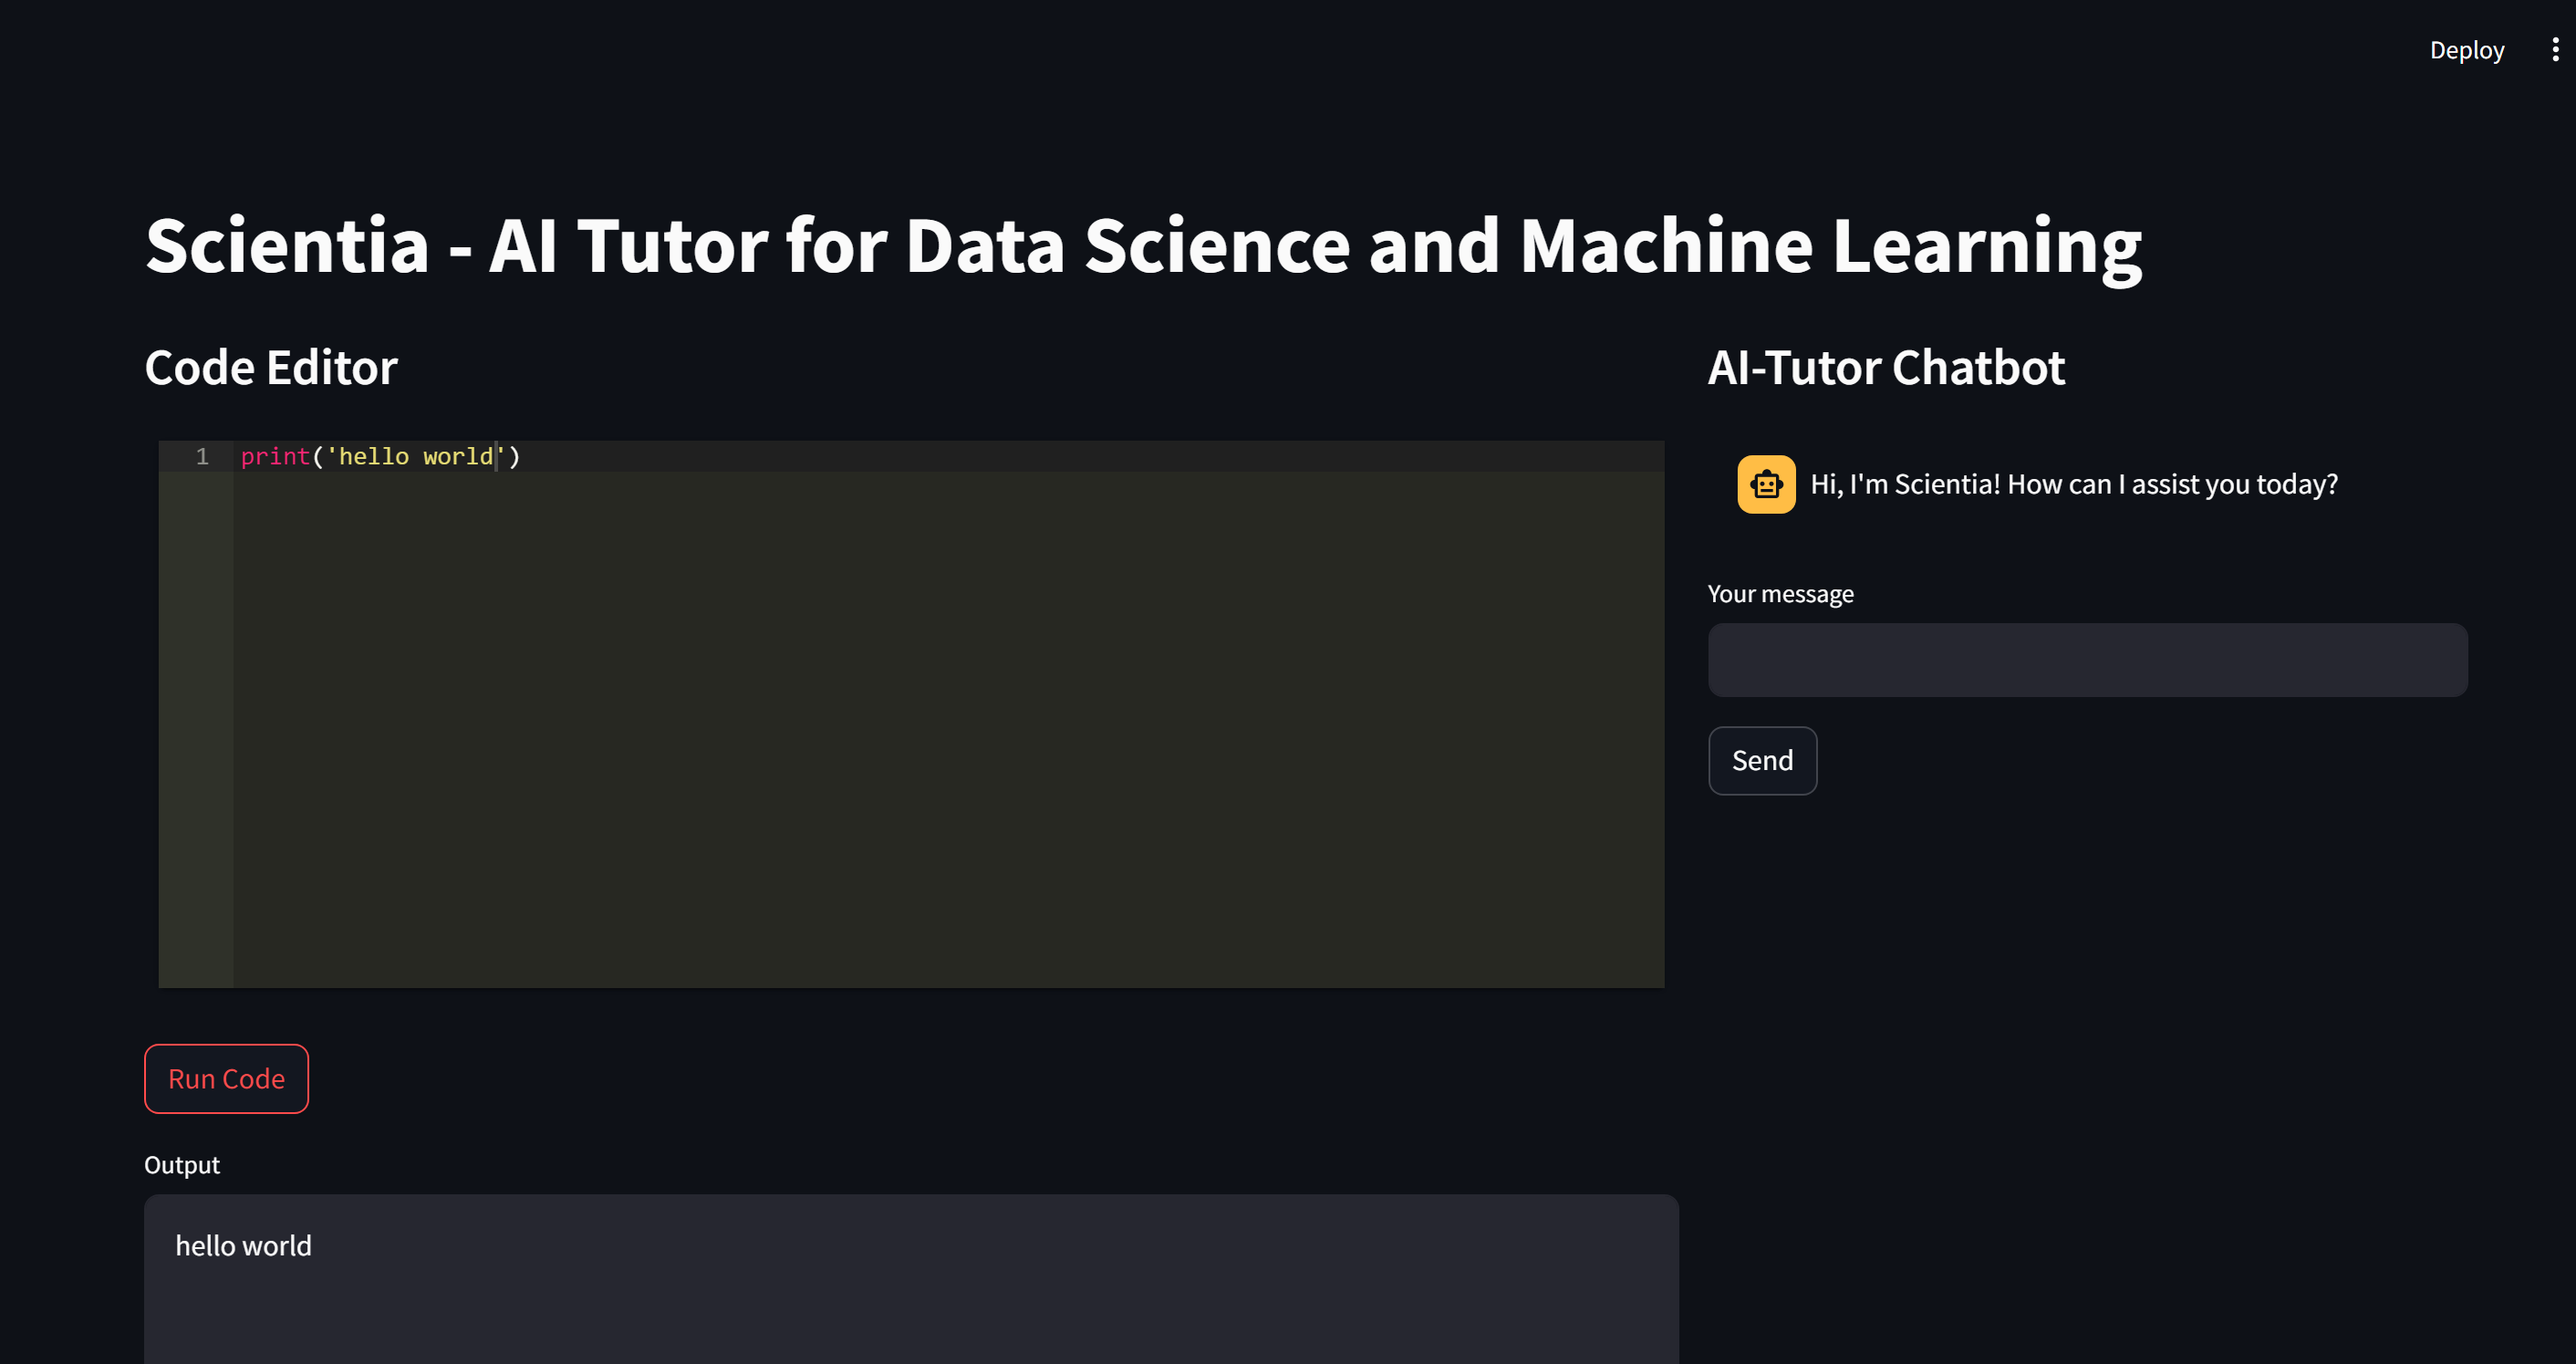 Deploy
Scientia - AI Tutor for Data Science and Machine Learning
Code Editor
1 print('hello world')
Run Code
Output
hello world
AI-Tutor Chatbot
Hi, I'm Scientia! How can I assist you today?
Your message
Send